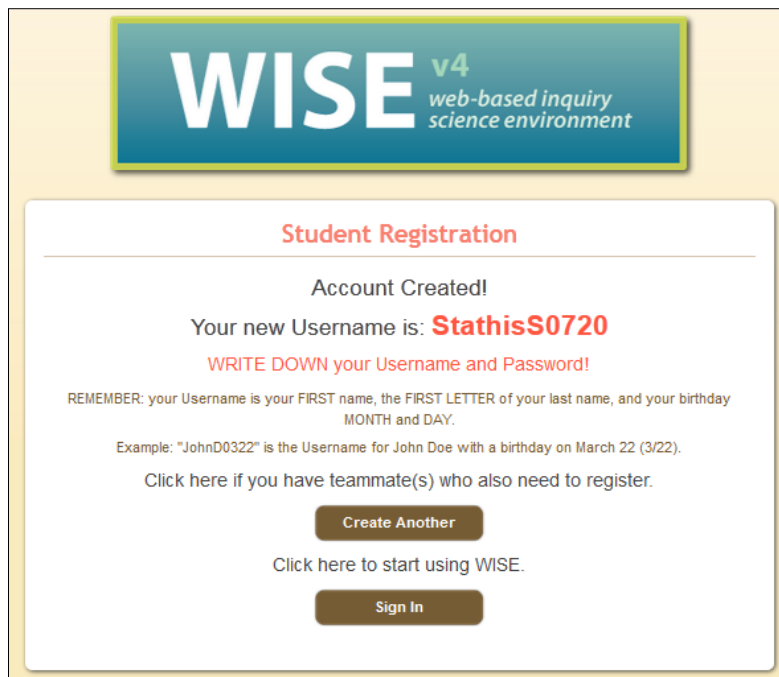 WISE v4
web-based inquiry
science environment
Student Registration
Account Created!
Your new Username is: StathisS0720
WRITE DOWN your Username and Password!
REMEMBER: your Username is your FIRST name, the FIRST LETTER of your last name, and your birthday
MONTH and DAY.
Example: "JohnD0322" is the Username for John Doe with a birthday on March 22 (3/22).
Click here if you have teammate(s) who also need to register.
Create Another
Click here to start using WISE.
Sign In